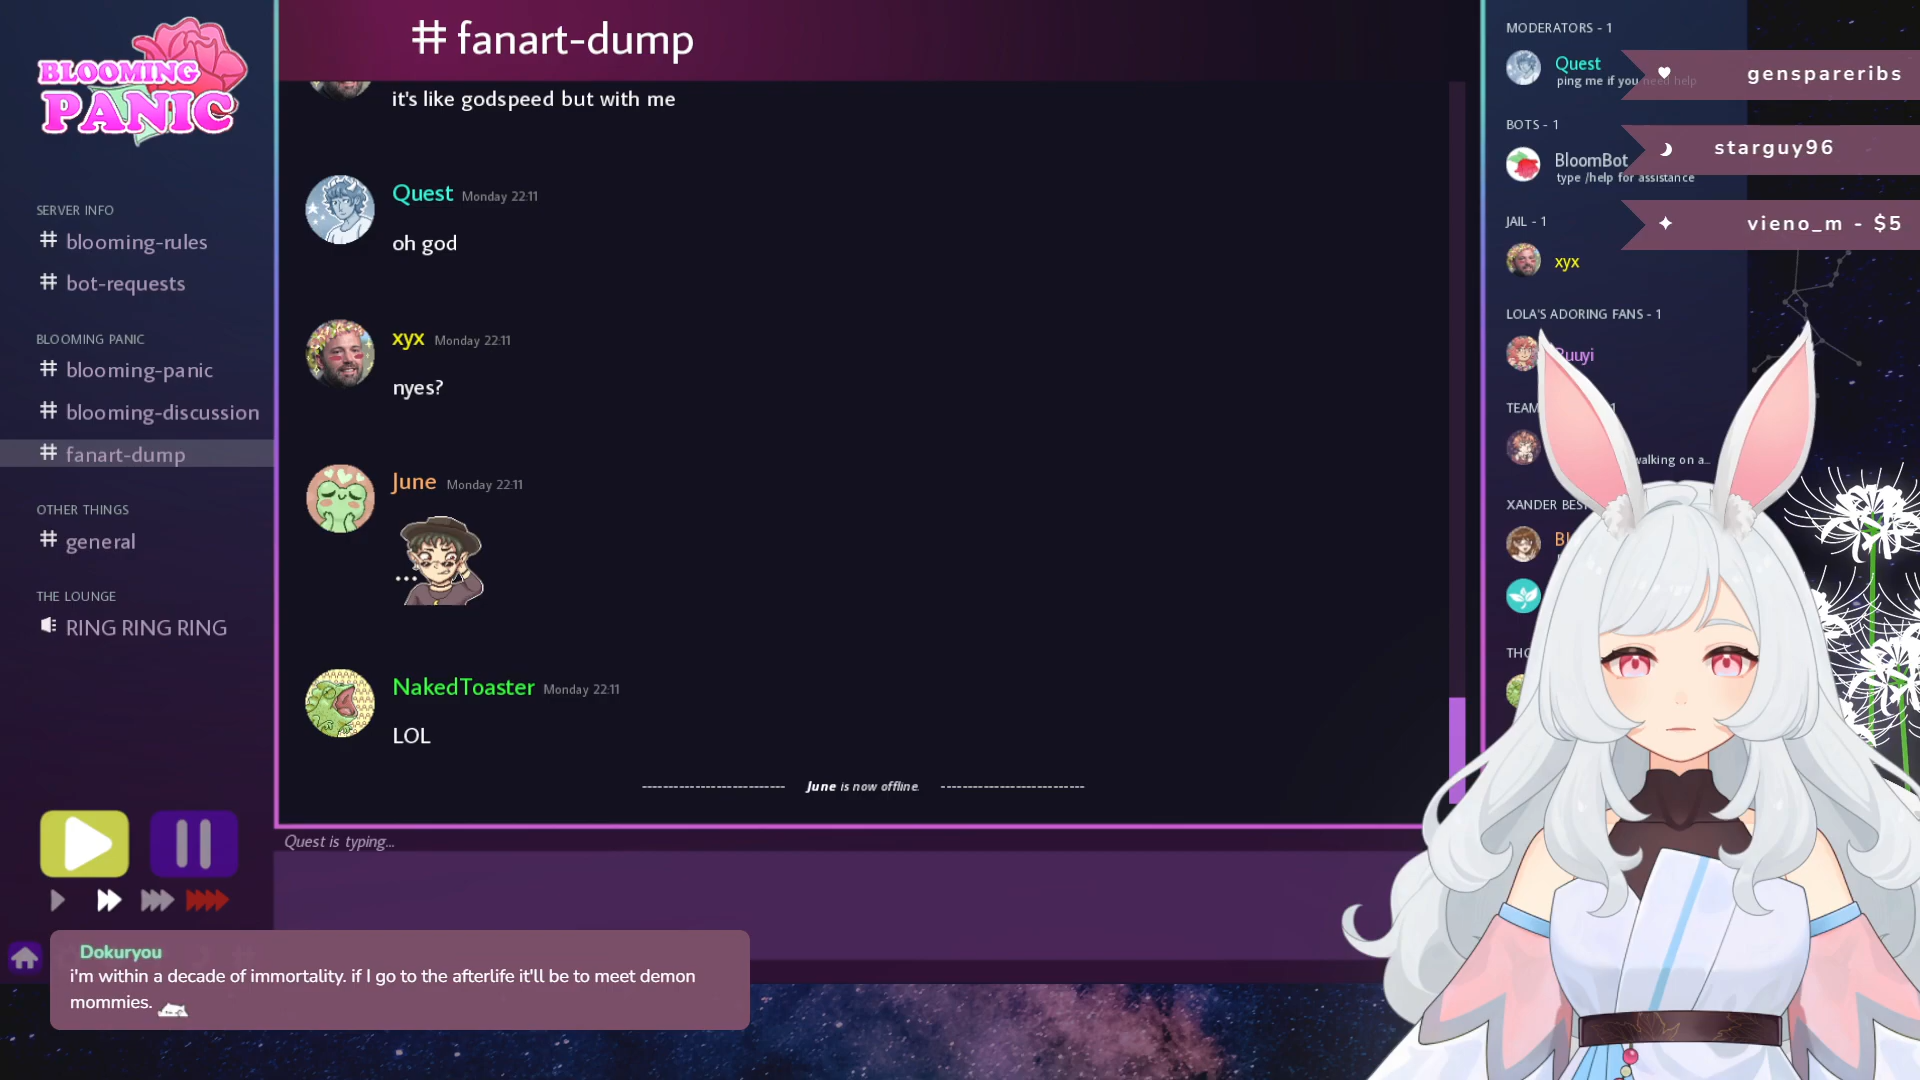 BLOOMING
PANIC
SERVER INFO
# blooming-rules
# bot-requests
BLOOMING PANIC
# blooming-panic
# blooming-discussion
# fanart-dump
OTHER THINGS
# general
THE LOUNGE
RING RING RING
# fanart-dump
it's like godspeed but with me
Quest Monday 22:11
oh god
xyx Monday 22:11
nyes?
June Monday 22:11
...
NakedToaster Monday 22:11
LOL
June is now offline.
Quest is typing...
Dokuryou
i'm within a decade of immortality. if I go to the afterlife it'll be to meet demon
mommies.
MODERATORS - 1
Quest
ping me if you need help
BOTS - 1
BloomBot
type /help for assistance
JAIL - 1
xyx
LOLA'S ADORING FANS - 1
TEAM
walking on a...
XANDER
genspareribs
starguy96
vieno_m - $5